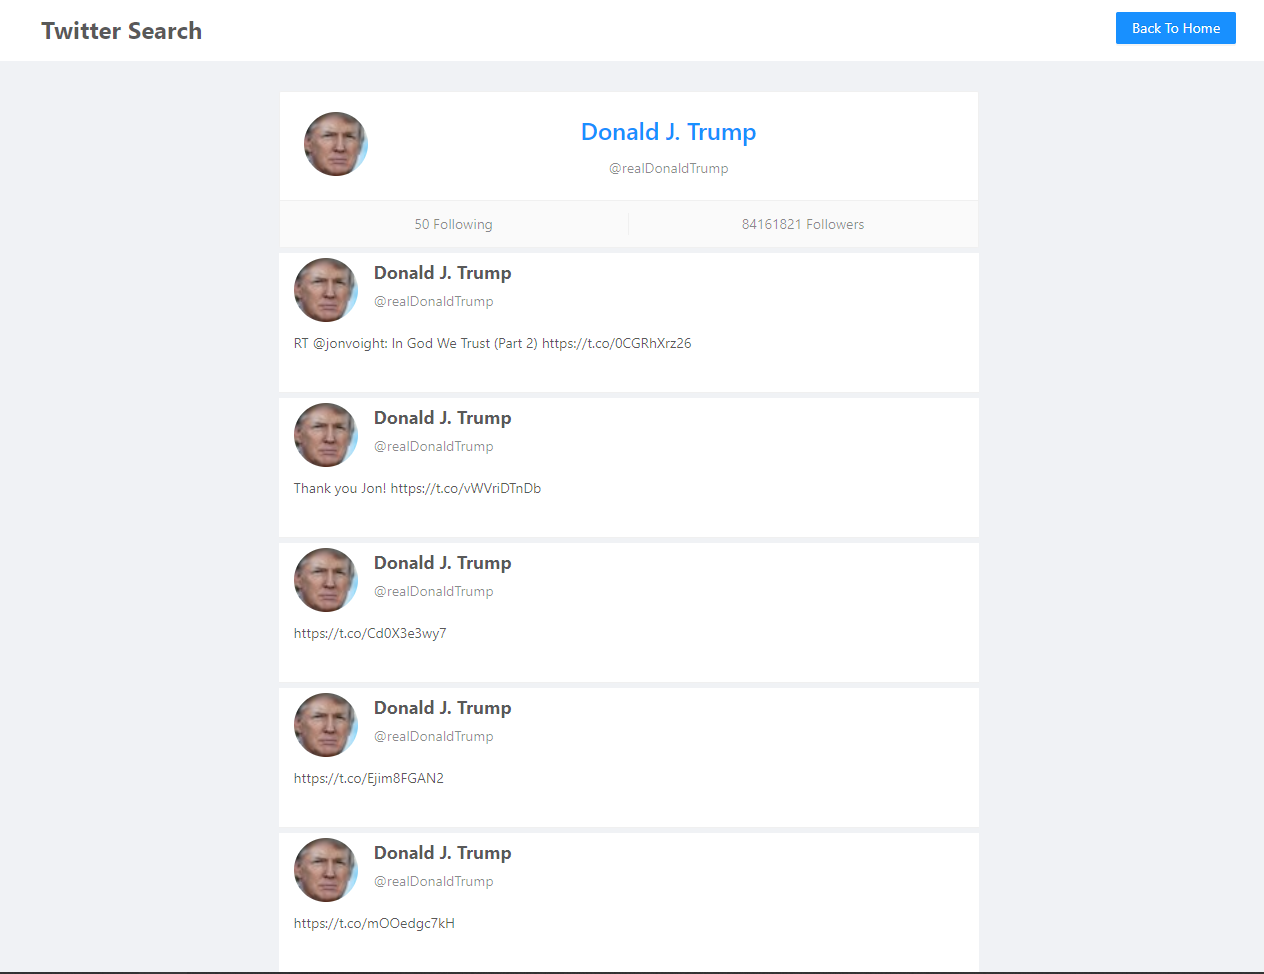 Twitter Search
Back To Home
Donald J. Trump
@realDonaldTrump
50 Following
84161821 Followers
Donald J. Trump
@realDonaldTrump
RT @jonvoight: In God We Trust (Part 2) https://t.co/0CGRhXrz26
Donald J. Trump
@realDonaldTrump
Thank you Jon! https://t.co/vWVriDTnDb
Donald J. Trump
@realDonaldTrump
https://t.co/Cd0X3e3wy7
Donald J. Trump
@realDonaldTrump
https://t.co/Ejim8FGAN2
Donald J. Trump
@realDonaldTrump
https://t.co/mOOedgc7kH